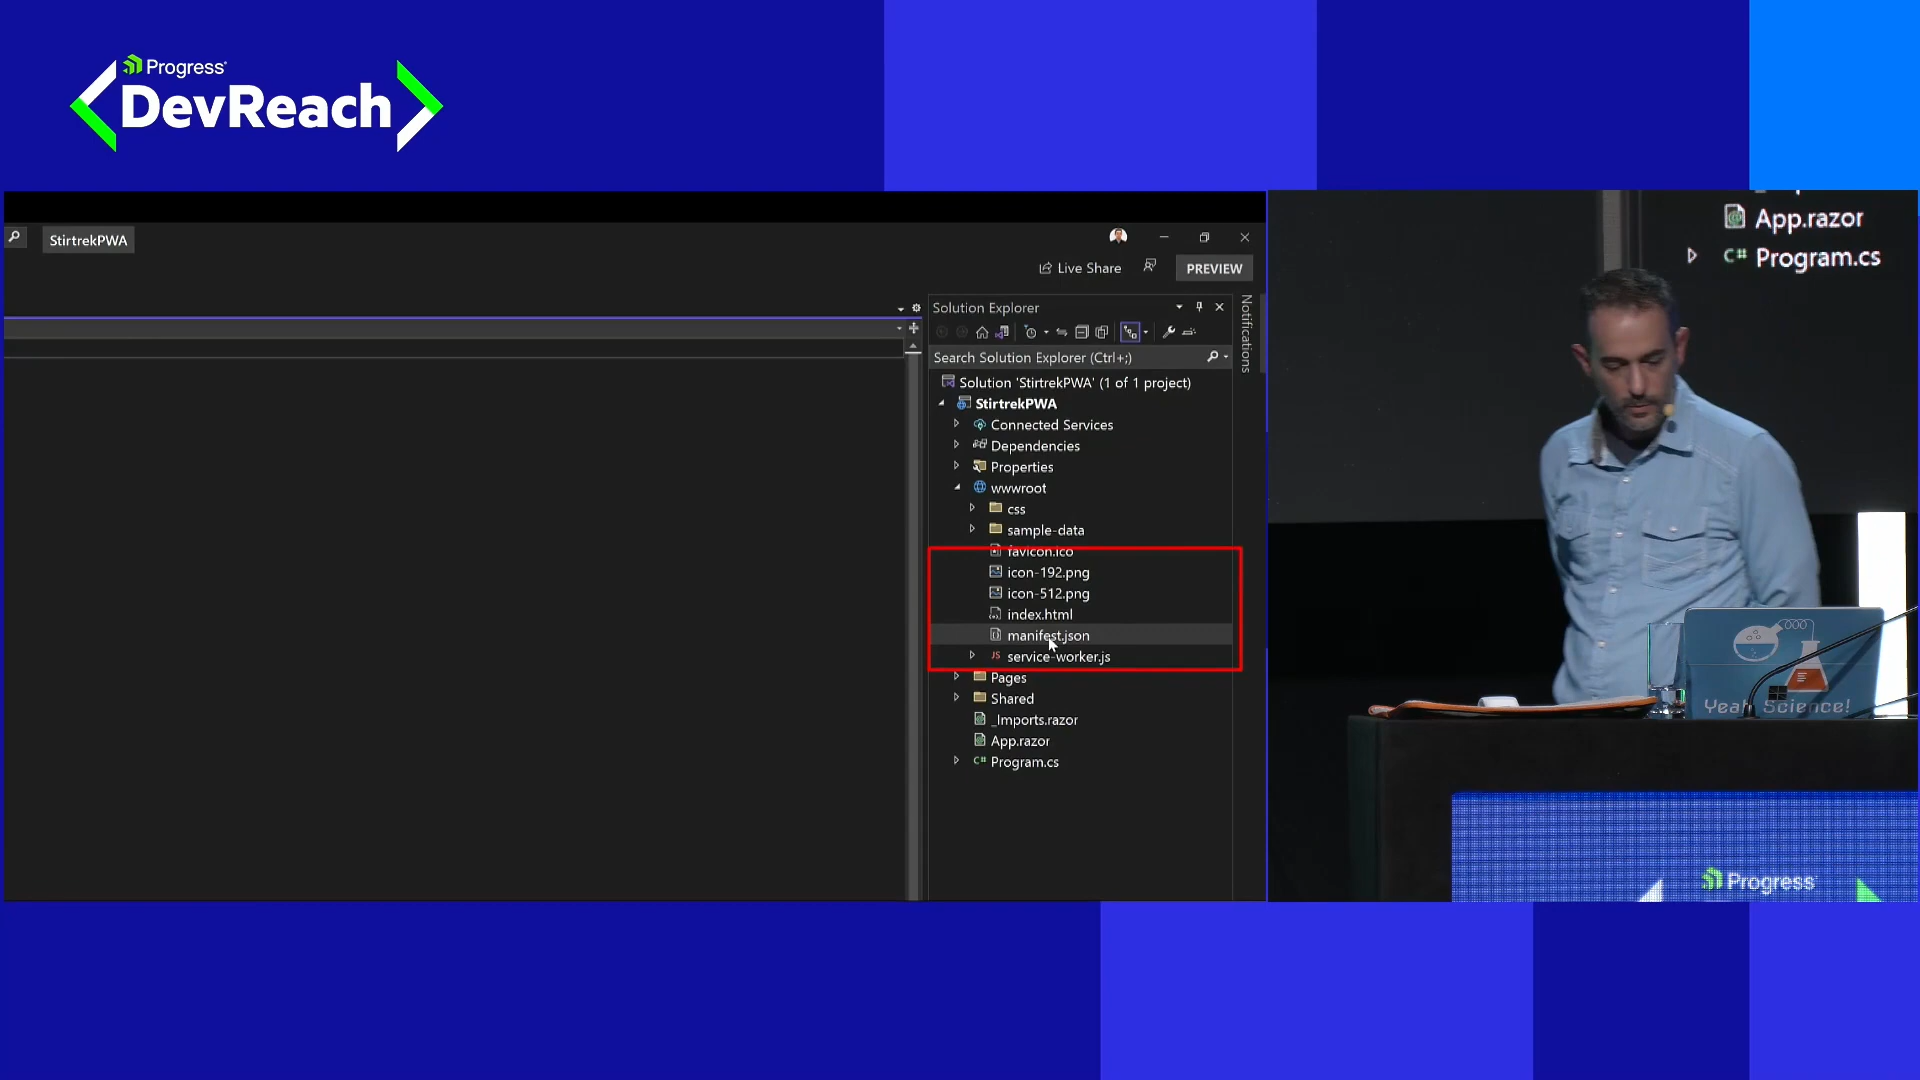 Progress
DevReach
StirtrekPWA
Live Share
PREVIEW
Solution Explorer
Notifications
Search Solution Explorer (Ctrl+;)
Solution 'StirtrekPWA' (1 of 1 project)
StirtrekPWA
Connected Services
Dependencies
Properties
wwwroot
css
sample-data
favicon.ico
icon-192.png
icon-512.png
index.html
manifest.json
JS service-worker.js
Pages
Shared
_Imports.razor
App.razor
C# Program.cs
App.razor
C# Program.cs
Yeah Science!
Progress